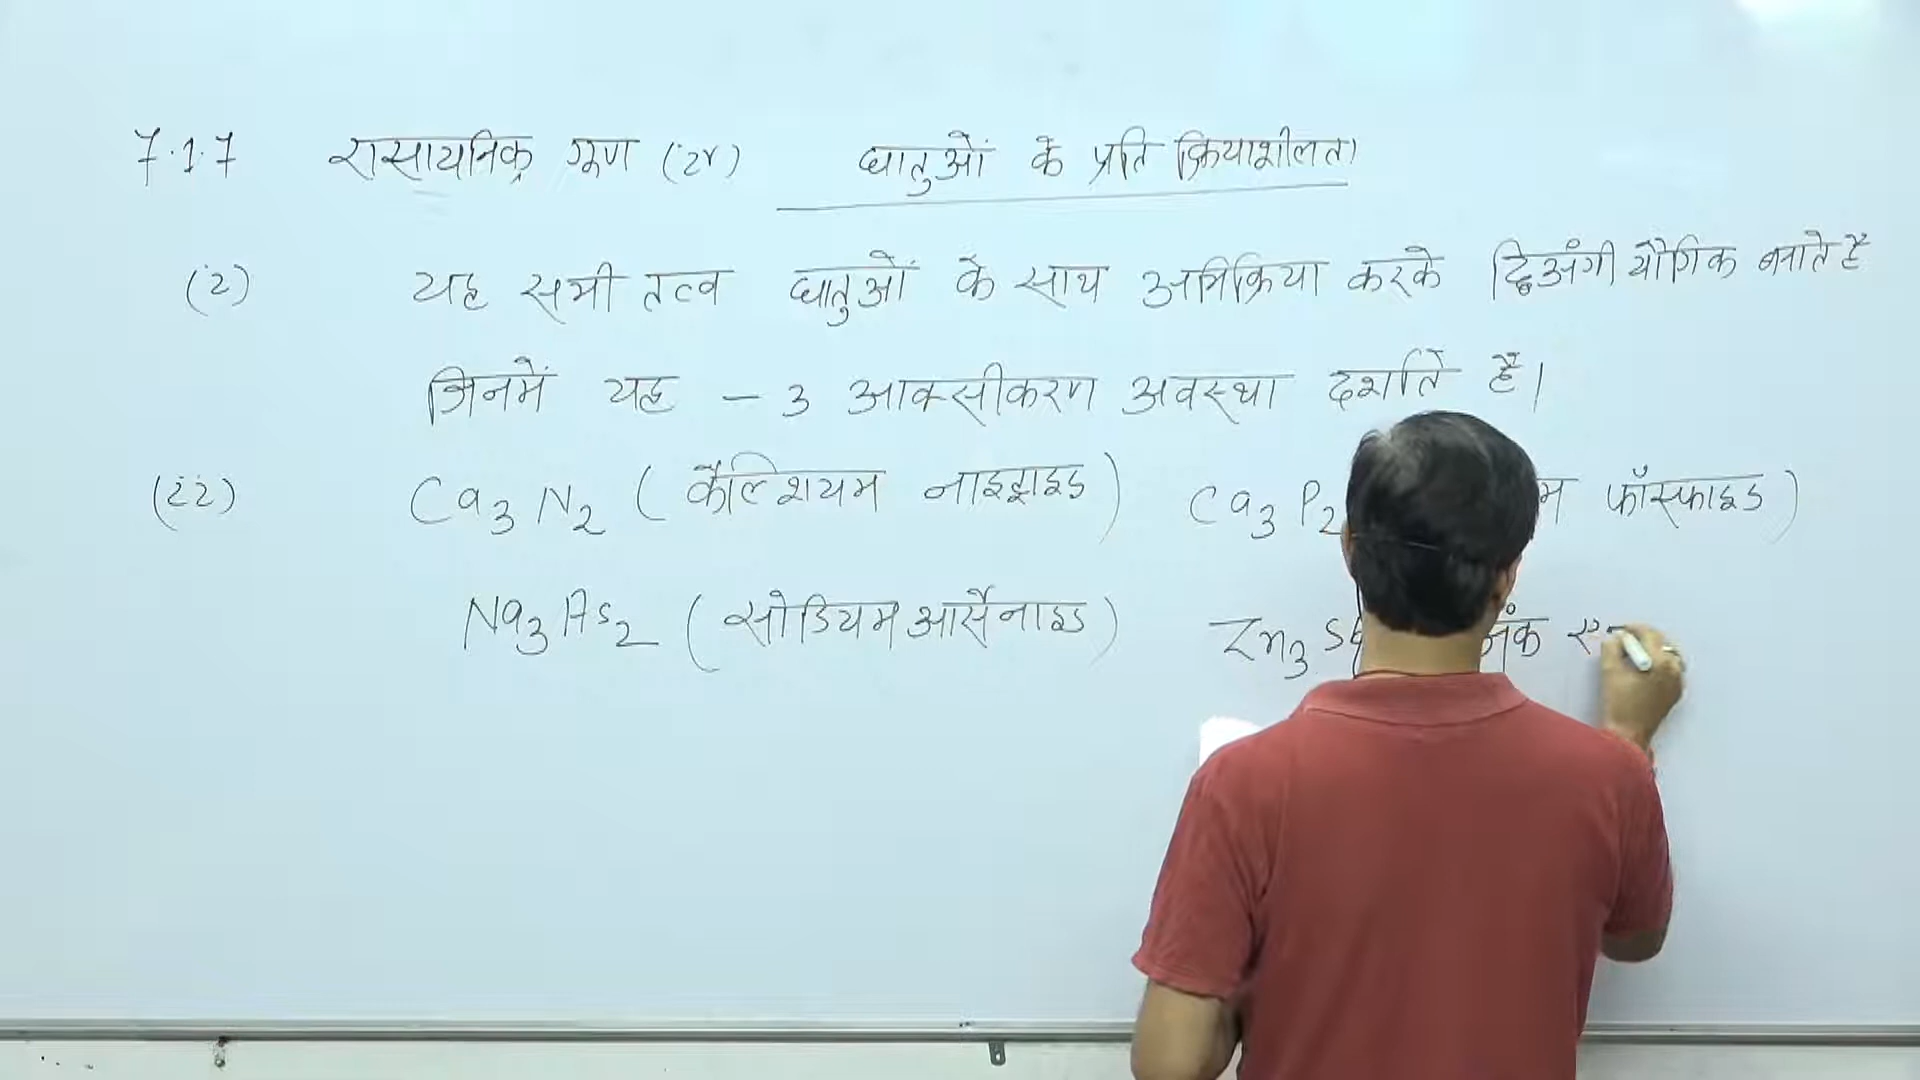 7.1.7 रासायनिक गूण (iv) धातुओं के प्रति क्रियाशीलता
(i) यह सभी तत्व धातुओं के साथ अभिक्रिया करके द्विअंगी यौगिक बनाते है
जिनमें यह – 3 आक्सीकरण अवस्था दर्शाते है।
(ii) Ca3N2 (कैल्शियम नाइट्राइड) Ca3P2 फॉस्फाइड)
Na3As2 (सोडियम आर्सेनाइड) Zn3